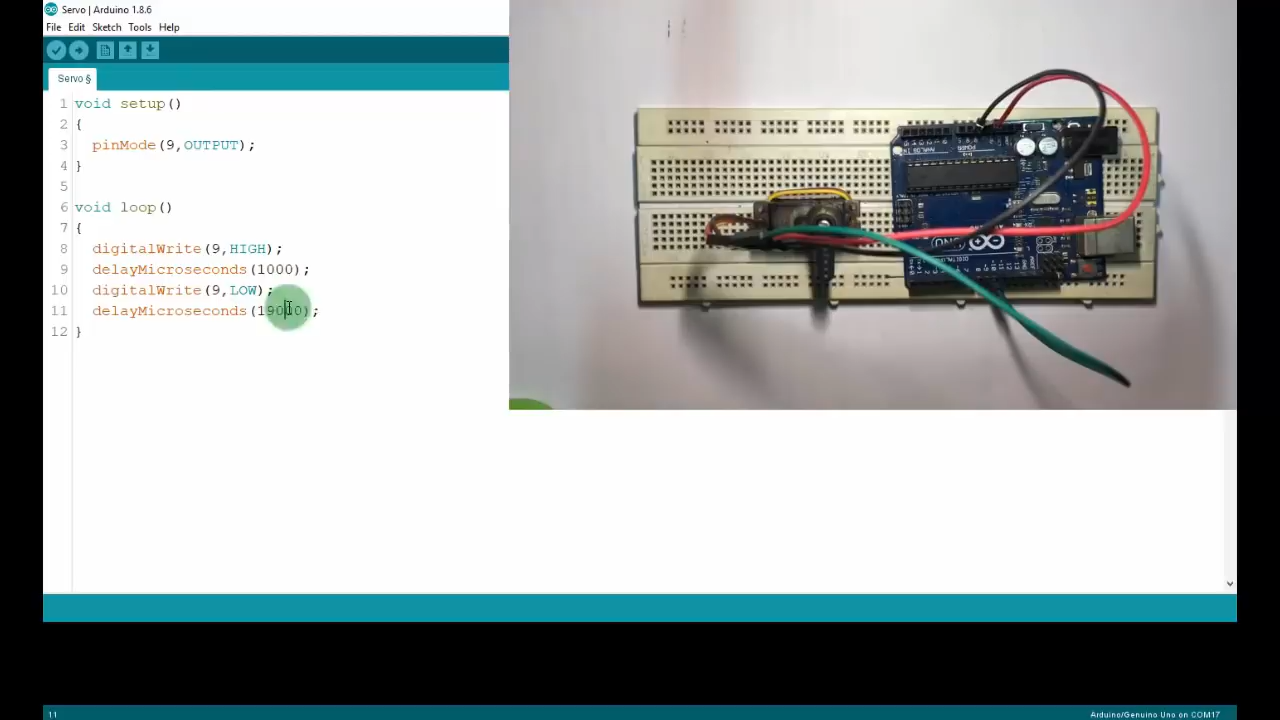 Servo | Arduino 1.8.6
File Edit Sketch Tools Help
Servo §
1 void setup()
2 {
3 pinMode(9,OUTPUT);
4 }
5
6 void loop()
7 {
8 digitalWrite(9,HIGH);
9 delayMicroseconds(1000);
10 digitalWrite(9,LOW);
11 delayMicroseconds(19000);
12 }
UNO
11
Arduino/Genuino Uno on COM17